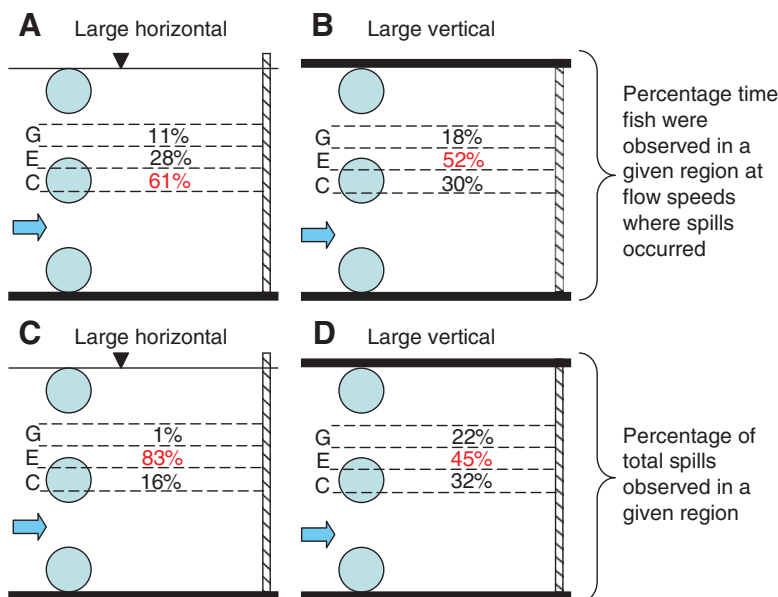 A Large horizontal
G 11%
E 28%
C 61%
B Large vertical
G 18%
E 52%
C 30%
Percentage time
fish were
observed in a
given region at
flow speeds
where spills
occurred
C Large horizontal
G 1%
E 83%
C 16%
D Large vertical
G 22%
E 45%
C 32%
Percentage of
total spills
observed in a
given region